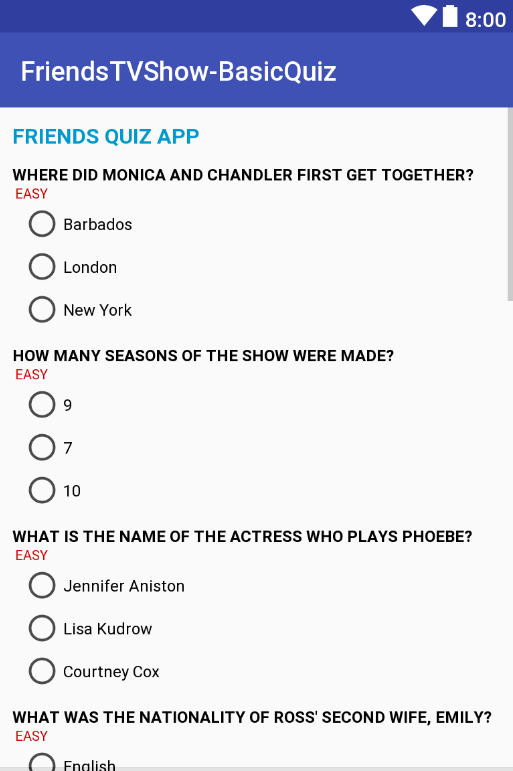 8:00
FriendsTVShow-BasicQuiz
FRIENDS QUIZ APP
WHERE DID MONICA AND CHANDLER FIRST GET TOGETHER?
EASY
Barbados
London
New York
HOW MANY SEASONS OF THE SHOW WERE MADE?
EASY
9
7
10
WHAT IS THE NAME OF THE ACTRESS WHO PLAYS PHOEBE?
EASY
Jennifer Aniston
Lisa Kudrow
Courtney Cox
WHAT WAS THE NATIONALITY OF ROSS' SECOND WIFE, EMILY?
EASY
English